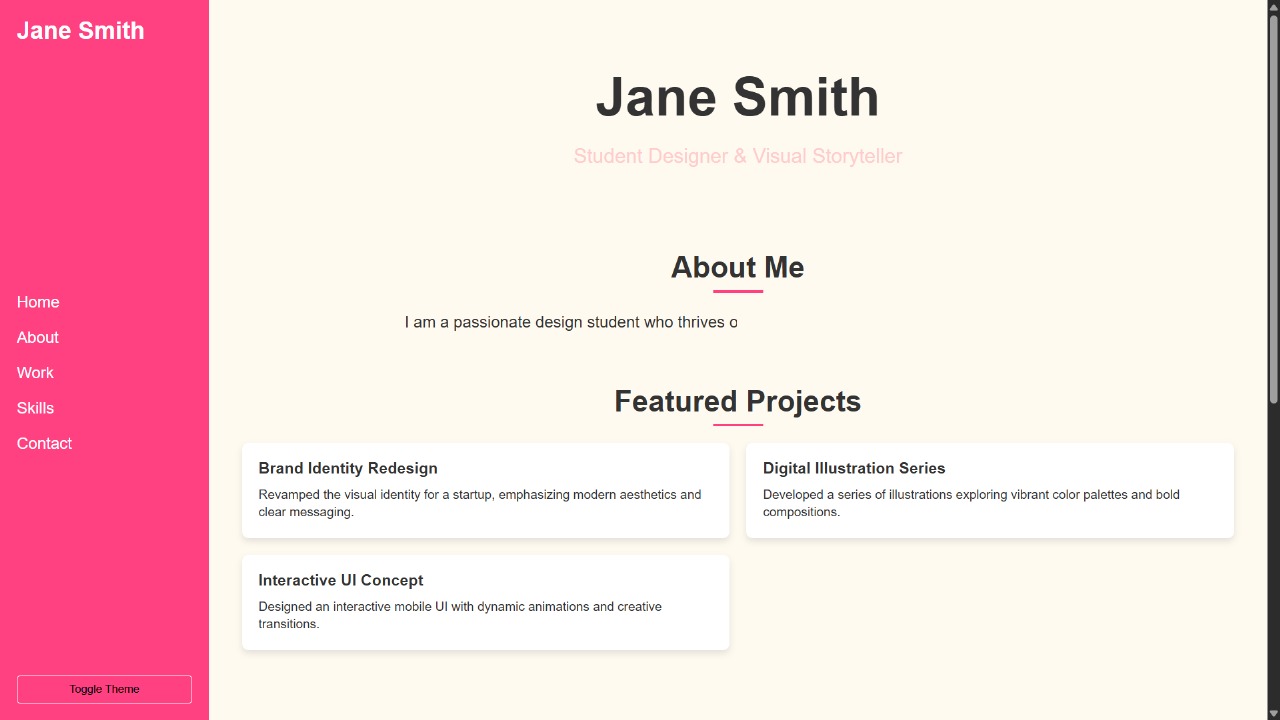 Jane Smith
Home
About
Work
Skills
Contact
Toggle Theme
Jane Smith
Student Designer & Visual Storyteller
About Me
I am a passionate design student who thrives o
Featured Projects
Brand Identity Redesign
Revamped the visual identity for a startup, emphasizing modern aesthetics and
clear messaging.
Digital Illustration Series
Developed a series of illustrations exploring vibrant color palettes and bold
compositions.
Interactive UI Concept
Designed an interactive mobile UI with dynamic animations and creative
transitions.